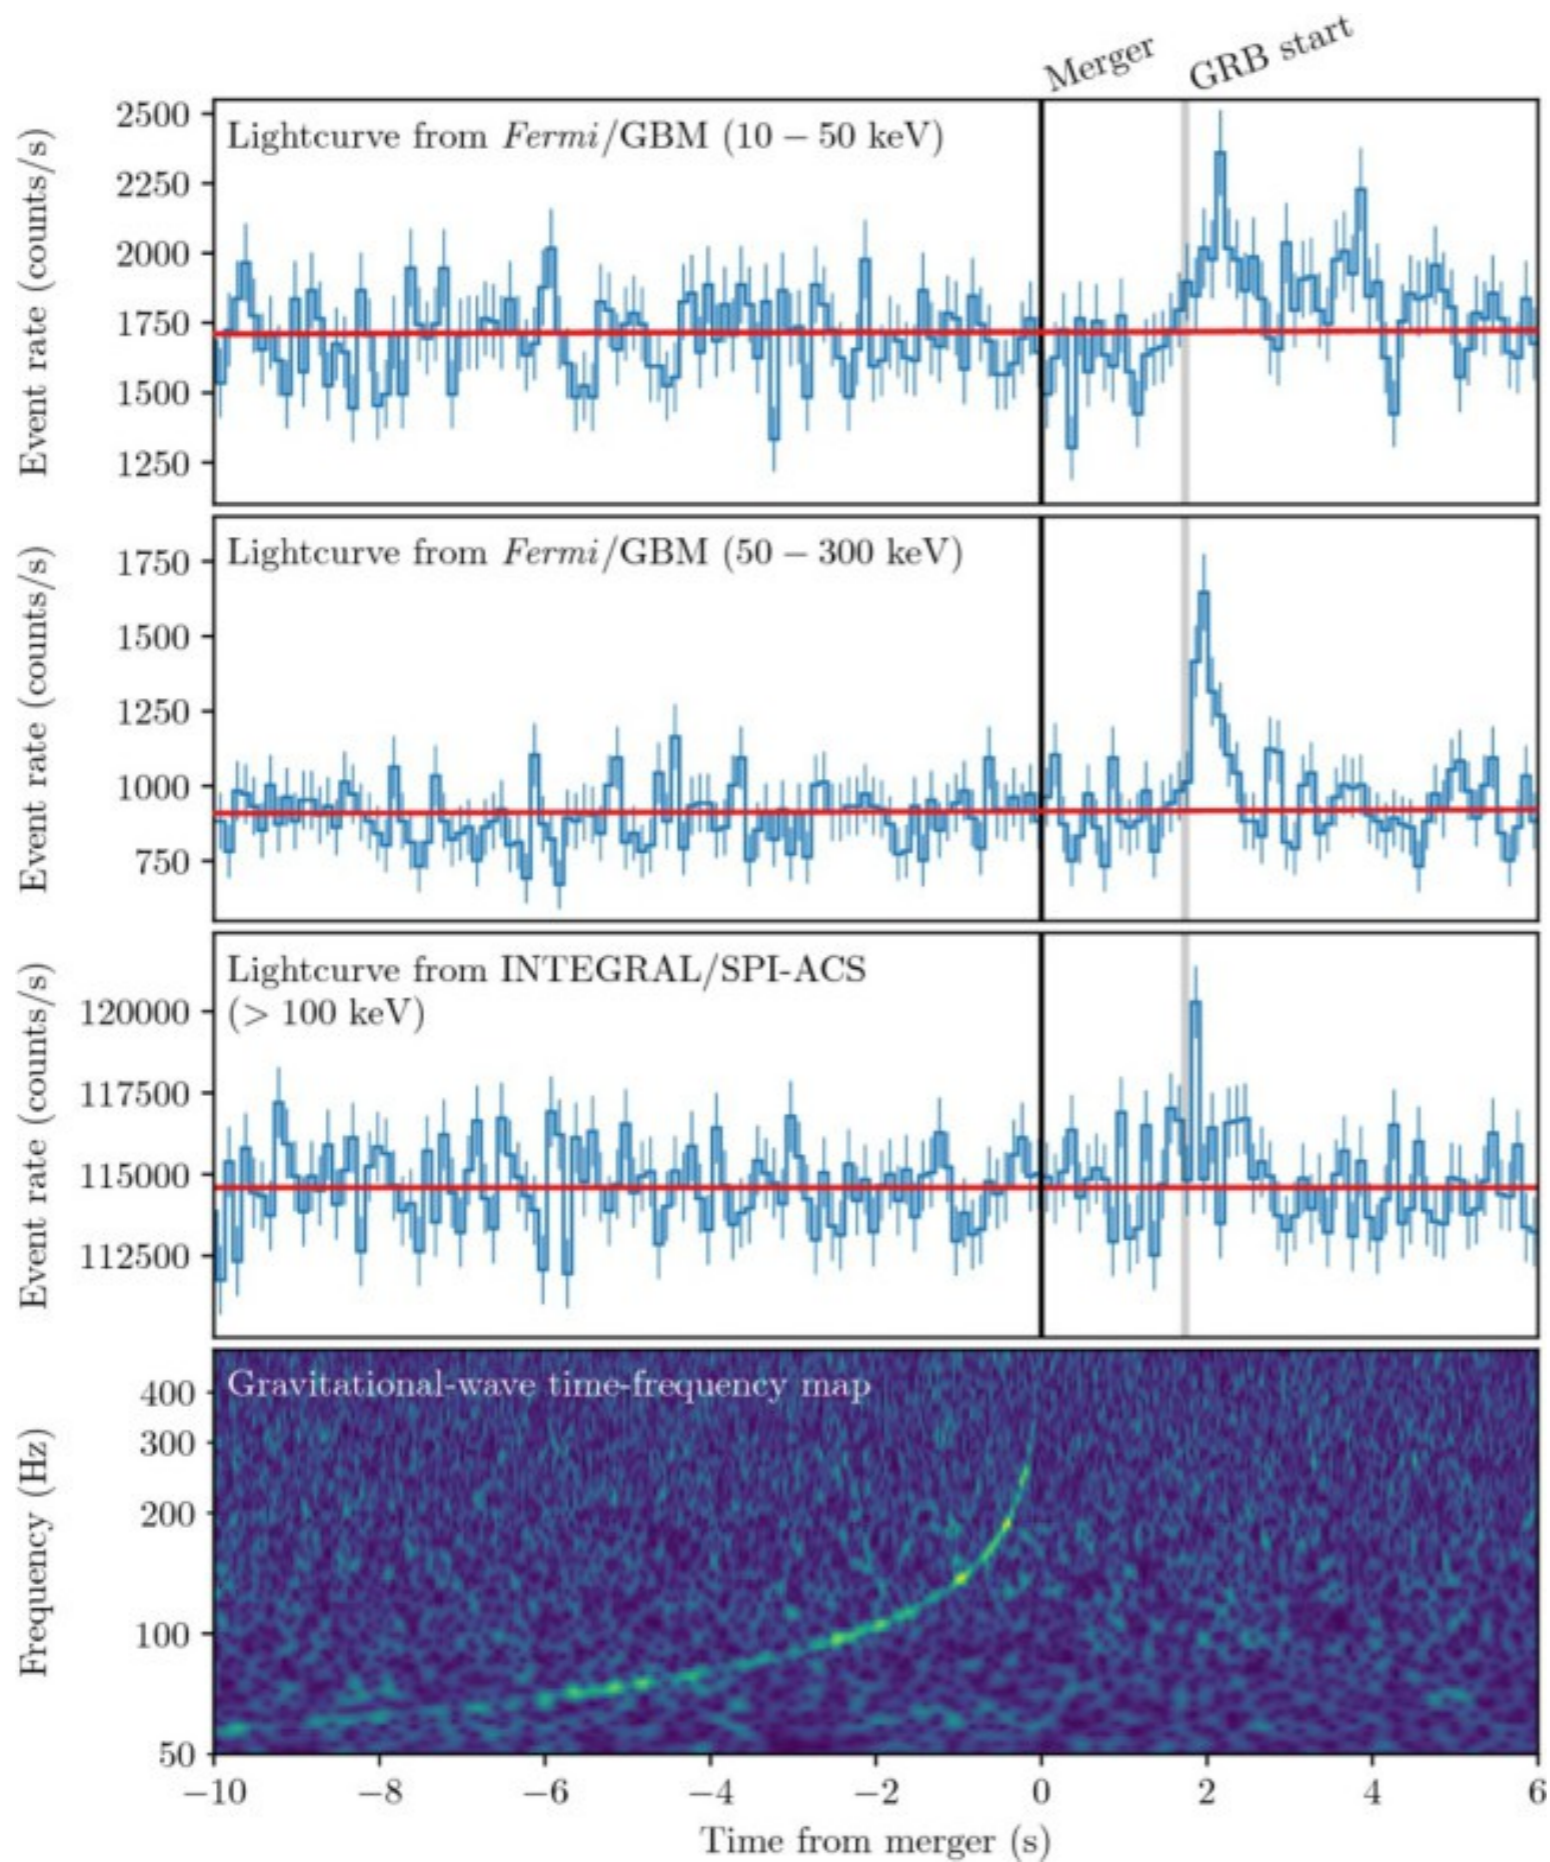 Merger
GRB start
Lightcurve from Fermi/GBM (10 – 50 keV)
Event rate (counts/s)
2500
2250
2000
1750
1500
1250
Lightcurve from Fermi/GBM (50 – 300 keV)
Event rate (counts/s)
1750
1500
1250
1000
750
Lightcurve from INTEGRAL/SPI-ACS
(> 100 keV)
Event rate (counts/s)
120000
117500
115000
112500
Gravitational-wave time-frequency map
Frequency (Hz)
400
300
200
100
50
−10 −8 −6 −4 −2 0 2 4 6
Time from merger (s)